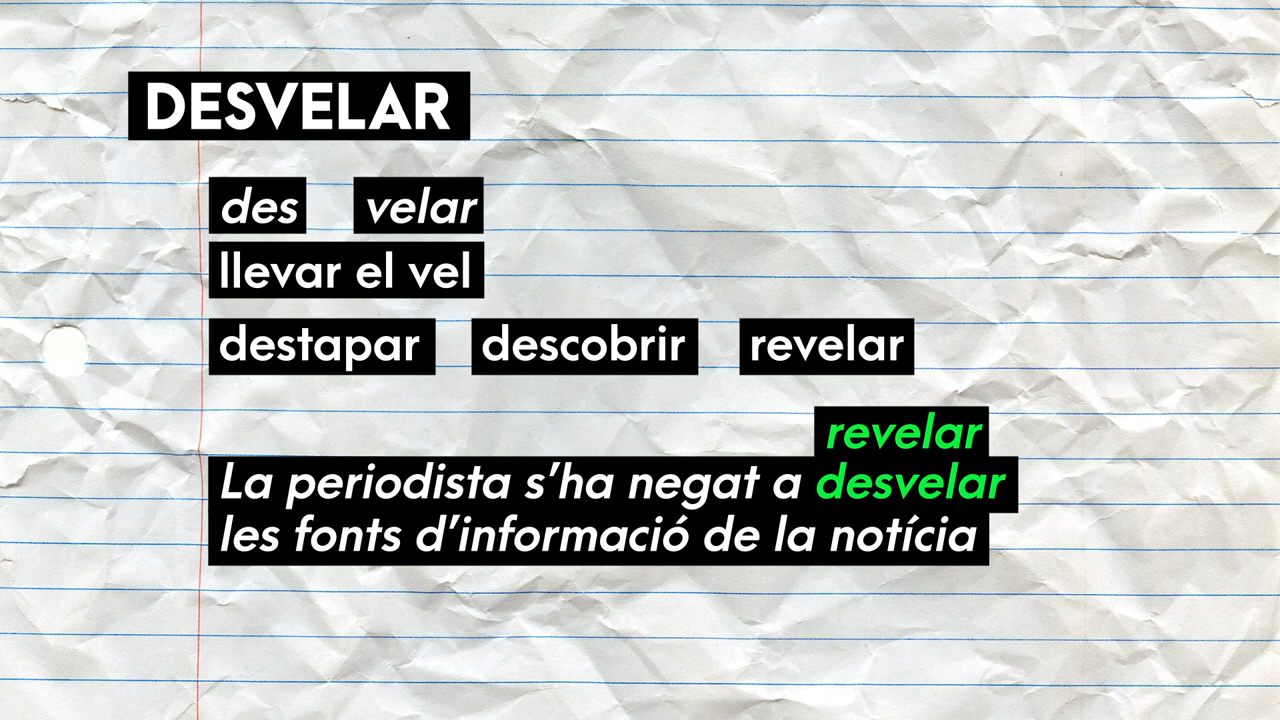 DESVELAR
des velar
llevar el vel
destapar descobrir revelar
revelar
La periodista s’ha negat a desvelar
les fonts d’informació de la notícia